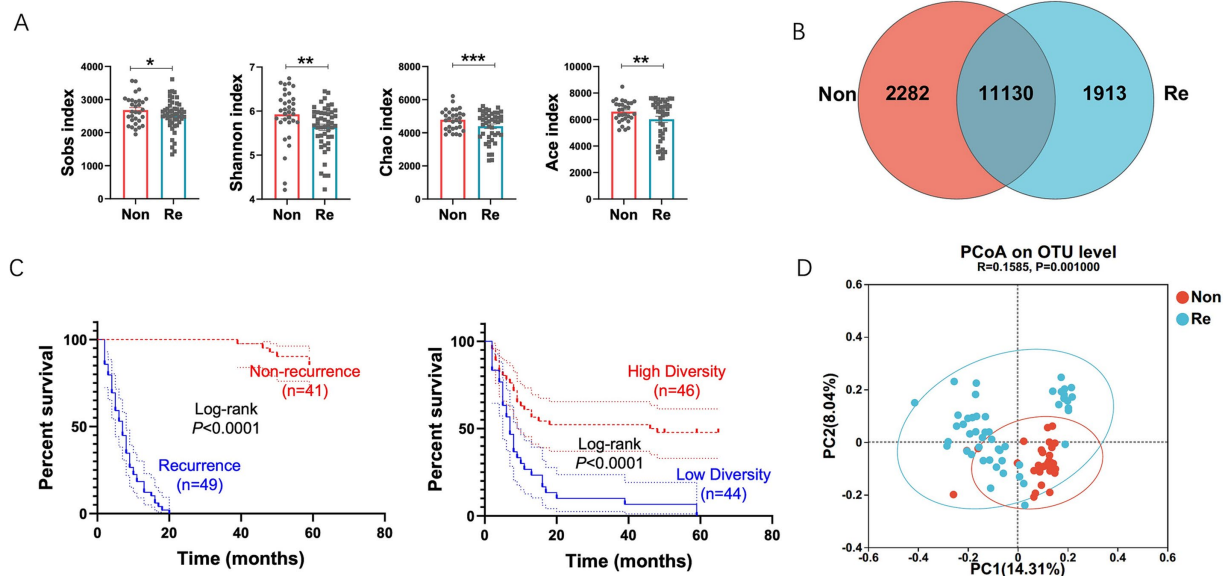 A
Sobs index
4000
3000
2000
1000
0
*
Non Re
Shannon index
7
6
5
4
**
Non Re
Chao index
8000
6000
4000
2000
0
***
Non Re
Ace index
10000
8000
6000
4000
2000
0
**
Non Re
B
Non 2282 11130 1913 Re
C
Percent survival
100
50
0
Non-recurrence
(n=41)
Log-rank
P<0.0001
Recurrence
(n=49)
0 20 40 60 80
Time (months)
Percent survival
100
50
0
High Diversity
(n=46)
Log-rank
P<0.0001
Low Diversity
(n=44)
0 20 40 60 80
Time (months)
D
PCoA on OTU level
R=0.1585, P=0.001000
PC2(8.04%)
0.6
0.4
0.2
0
-0.2
-0.4
-0.6 -0.4 -0.2 0 0.2 0.4 0.6
PC1(14.31%)
Non
Re